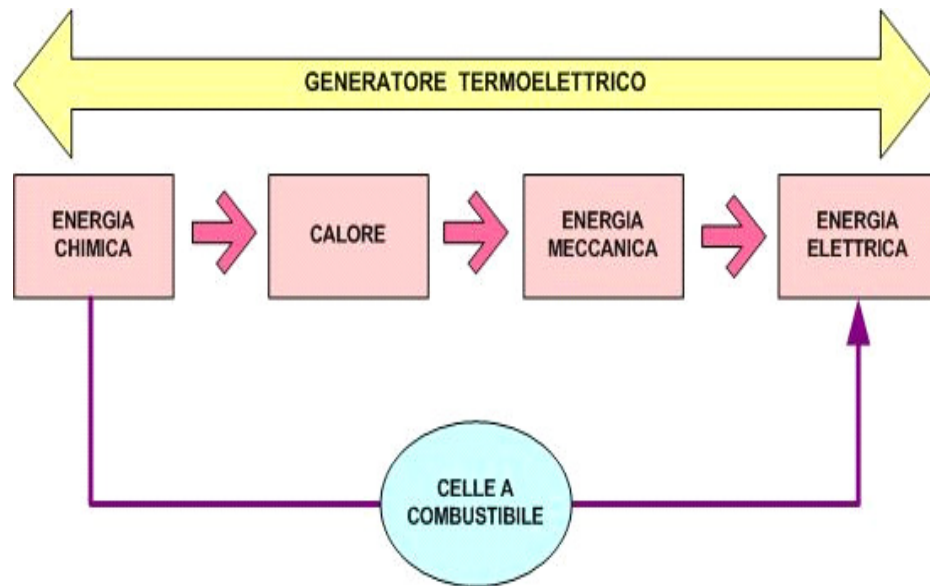 GENERATORE TERMOELETTRICO
ENERGIA
CHIMICA
CALORE
ENERGIA
MECCANICA
ENERGIA
ELETTRICA
CELLE A
COMBUSTIBILE